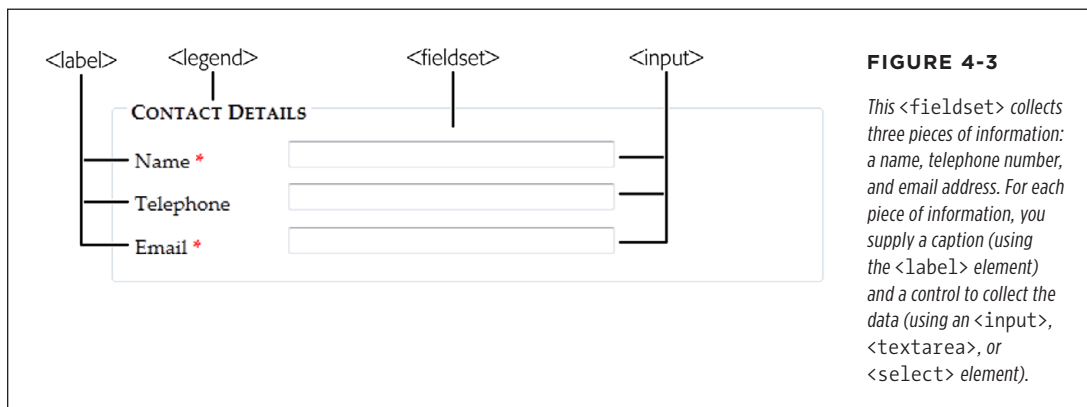 <label> <legend> <fieldset> <input>
CONTACT DETAILS
Name *
Telephone
Email *
FIGURE 4-3
This <fieldset> collects
three pieces of information:
a name, telephone number,
and email address. For each
piece of information, you
supply a caption (using
the <label> element)
and a control to collect the
data (using an <input>,
<textarea>, or
<select> element).